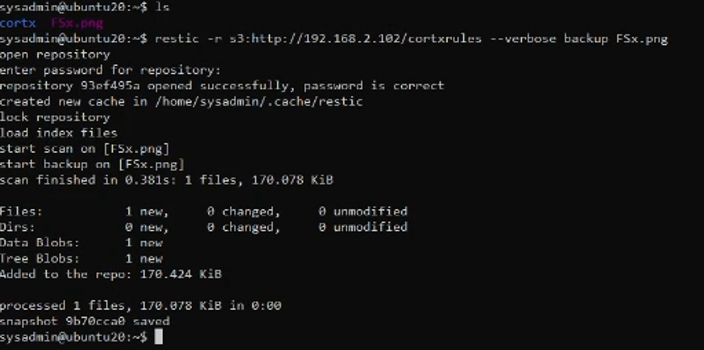 sysadmin@ubuntu20:~$ ls
cortx FSx.png
sysadmin@ubuntu20:~$ restic -r s3:http://192.168.2.102/cortxrules --verbose backup FSx.png
open repository
enter password for repository:
repository 93ef495a opened successfully, password is correct
created new cache in /home/sysadmin/.cache/restic
lock repository
load index files
start scan on [FSx.png]
start backup on [FSx.png]
scan finished in 0.381s: 1 files, 170.078 KiB
Files: 1 new, 0 changed, 0 unmodified
Dirs: 0 new, 0 changed, 0 unmodified
Data Blobs: 1 new
Tree Blobs: 1 new
Added to the repo: 170.424 KiB
processed 1 files, 170.078 KiB in 0:00
snapshot 9b70cca0 saved
sysadmin@ubuntu20:~$